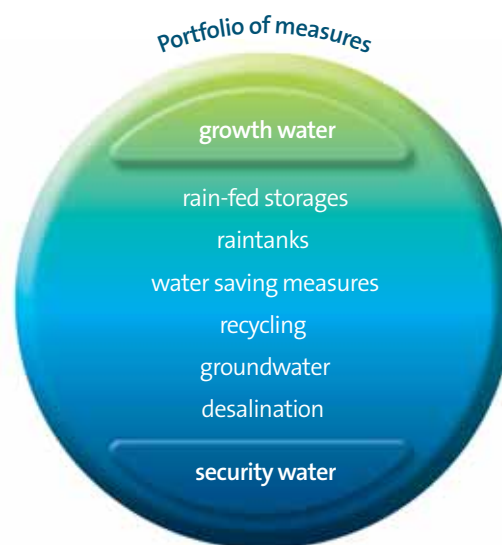 Portfolio of measures
growth water
rain-fed storages
raintanks
water saving measures
recycling
groundwater
desalination
security water